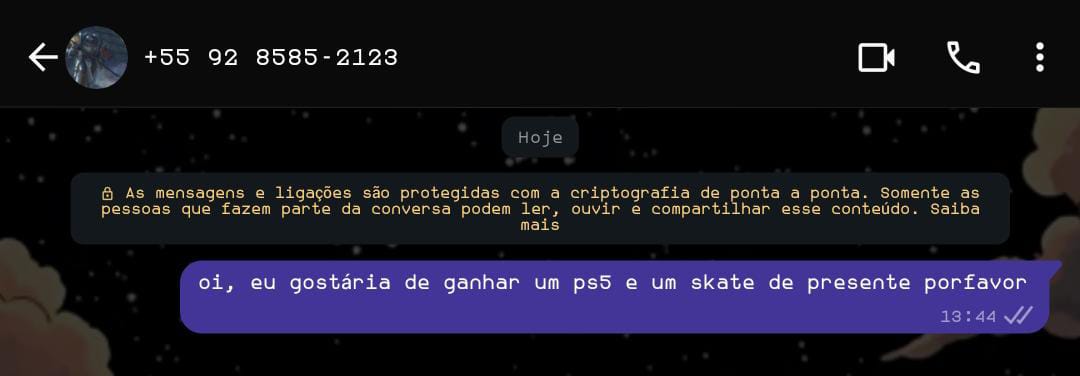 +55 92 8585-2123
Hoje
As mensagens e ligações são protegidas com a criptografia de ponta a ponta. Somente as
pessoas que fazem parte da conversa podem ler, ouvir e compartilhar esse conteúdo. Saiba
mais
oi, eu gostária de ganhar um ps5 e um skate de presente porfavor
13:44